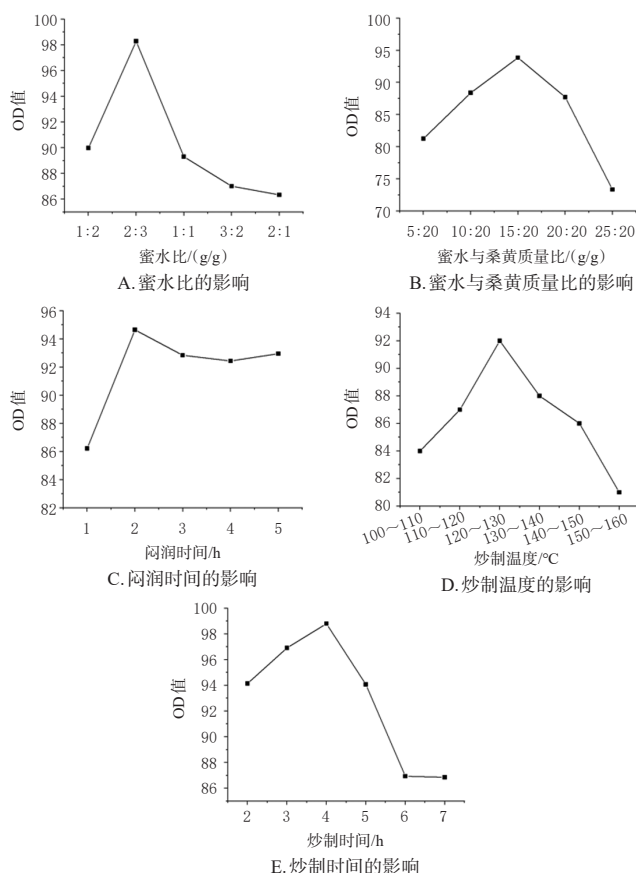 100
98
96
94
92
90
88
86
OD值
1∶2 2∶3 1∶1 3∶2 2∶1
蜜水比/(g/g)
A.蜜水比的影响
100
95
90
85
80
75
70
OD值
5∶20 10∶20 15∶20 20∶20 25∶20
蜜水与桑黄质量比/(g/g)
B.蜜水与桑黄质量比的影响
96
94
92
90
88
86
84
82
OD值
1 2 3 4 5
闷润时间/h
C.闷润时间的影响
94
92
90
88
86
84
82
80
OD值
100～110 110～120 120～130 130～140 140～150 150～160
炒制温度/℃
D.炒制温度的影响
100
98
96
94
92
90
88
86
OD值
2 3 4 5 6 7
炒制时间/h
E.炒制时间的影响